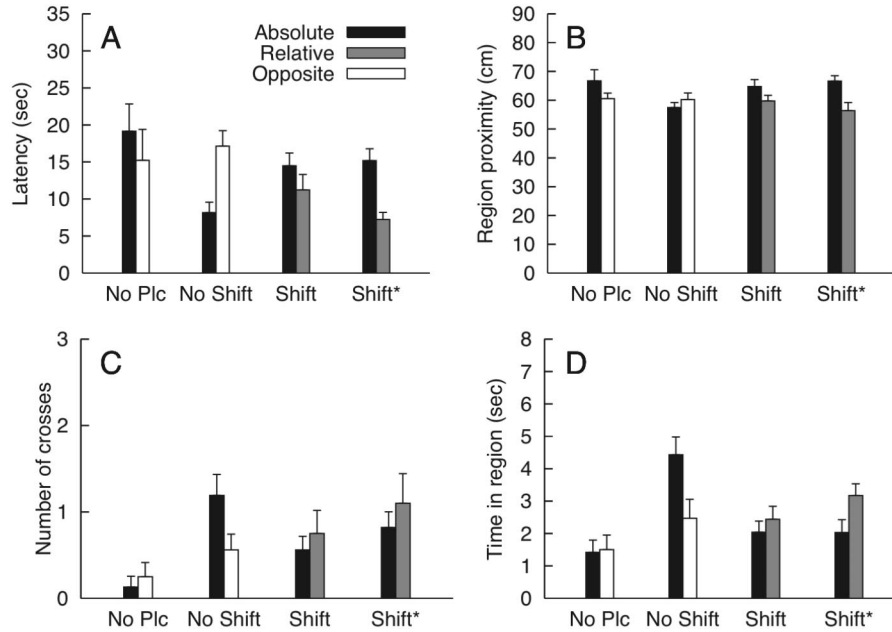 A
Latency (sec)
35
30
25
20
15
10
5
0
Absolute
Relative
Opposite
No Plc No Shift Shift Shift*
B
Region proximity (cm)
90
80
70
60
50
40
30
20
10
0
No Plc No Shift Shift Shift*
C
Number of crosses
3
2
1
0
No Plc No Shift Shift Shift*
D
Time in region (sec)
8
7
6
5
4
3
2
1
0
No Plc No Shift Shift Shift*